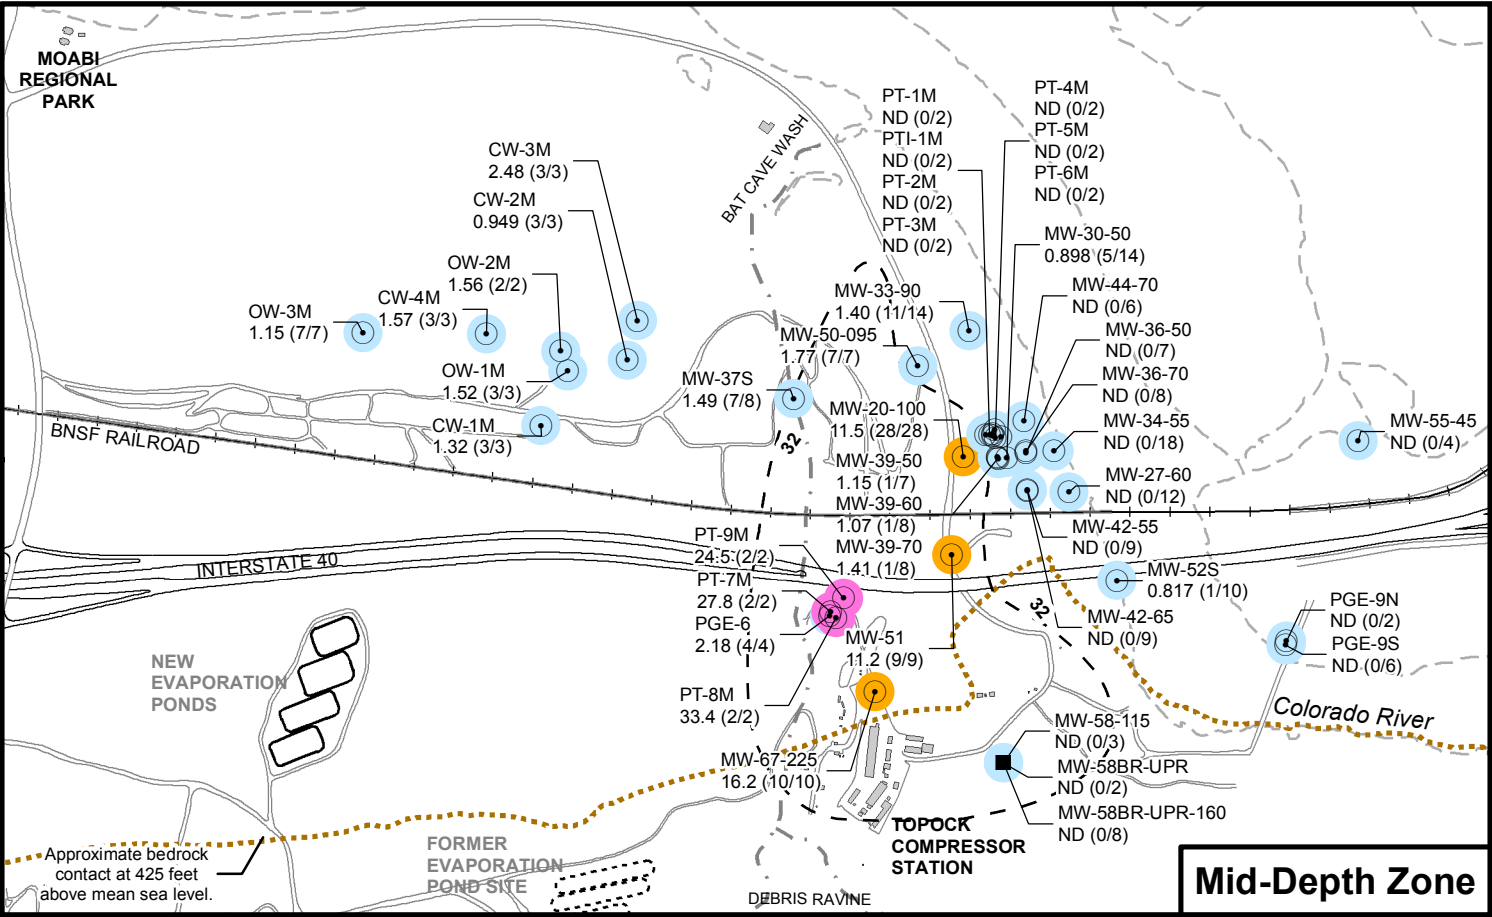 MOABI
REGIONAL
PARK
CW-3M
2.48 (3/3)
CW-2M
0.949 (3/3)
OW-2M
1.56 (2/2)
CW-4M
1.57 (3/3)
OW-3M
1.15 (7/7)
OW-1M
1.52 (3/3)
CW-1M
1.32 (3/3)
BNSF RAILROAD
BAT CAVE WASH
PT-1M
ND (0/2)
PTI-1M
ND (0/2)
PT-2M
ND (0/2)
PT-3M
ND (0/2)
PT-4M
ND (0/2)
PT-5M
ND (0/2)
PT-6M
ND (0/2)
MW-30-50
0.898 (5/14)
MW-44-70
ND (0/6)
MW-36-50
ND (0/7)
MW-36-70
ND (0/8)
MW-34-55
ND (0/18)
MW-27-60
ND (0/12)
MW-42-55
ND (0/9)
MW-55-45
ND (0/4)
MW-33-90
1.40 (11/14)
MW-50-095
1.77 (7/7)
MW-37S
1.49 (7/8)
MW-20-100
11.5 (28/28)
32
MW-39-50
1.15 (1/7)
MW-39-60
1.07 (1/8)
MW-39-70
1.41 (1/8)
INTERSTATE 40
PT-9M
24.5 (2/2)
PT-7M
27.8 (2/2)
PGE-6
2.18 (4/4)
MW-51
11.2 (9/9)
PT-8M
33.4 (2/2)
MW-67-225
16.2 (10/10)
MW-52S
0.817 (1/10)
32
MW-42-65
ND (0/9)
PGE-9N
ND (0/2)
PGE-9S
ND (0/6)
Colorado River
MW-58-115
ND (0/3)
MW-58BR-UPR
ND (0/2)
MW-58BR-UPR-160
ND (0/8)
NEW
EVAPORATION
PONDS
TOPOCK
COMPRESSOR
STATION
FORMER
EVAPORATION
POND SITE
Approximate bedrock
contact at 425 feet
above mean sea level.
DEBRIS RAVINE
Mid-Depth Zone